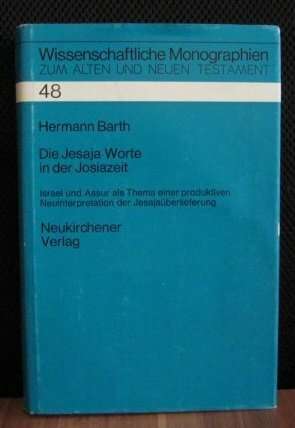 Wissenschaftliche Monographien
ZUM ALTEN UND NEUEN TESTAMENT
48
Hermann Barth
Die Jesaja-Worte
in der Josiazeit
Israel und Assur als Thema einer produktiven
Neuinterpretation der Jesajaüberlieferung
Neukirchener
Verlag